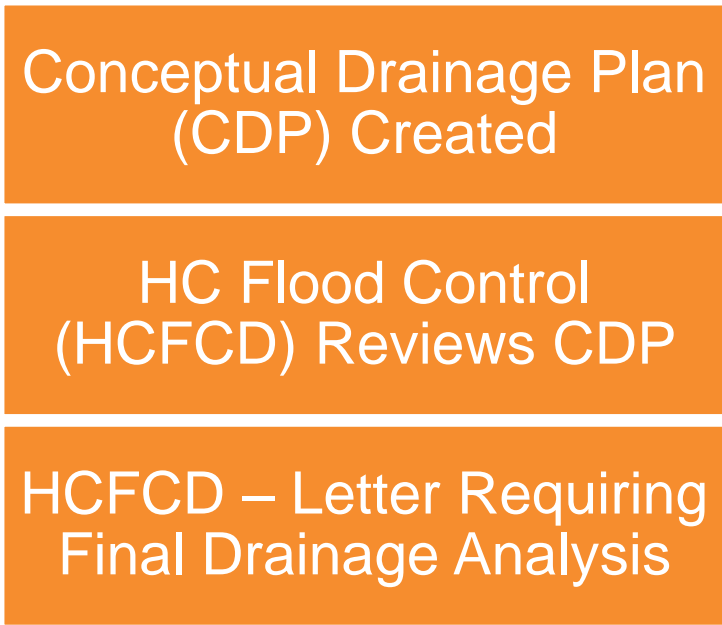 Conceptual Drainage Plan
(CDP) Created
HC Flood Control
(HCFCD) Reviews CDP
HCFCD – Letter Requiring
Final Drainage Analysis